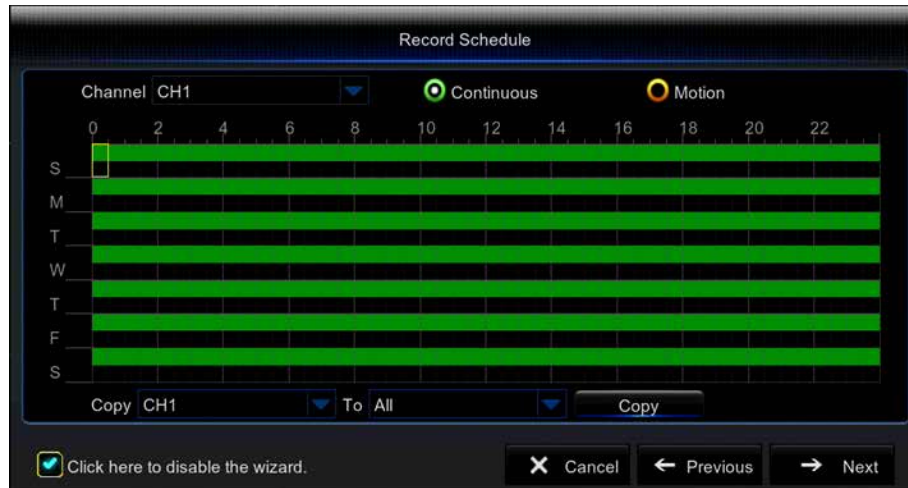 Record Schedule
Channel CH1 Continuous Motion
0 2 4 6 8 10 12 14 16 18 20 22
S
M
T
W
T
F
S
Copy CH1 To All Copy
Click here to disable the wizard. Cancel Previous Next